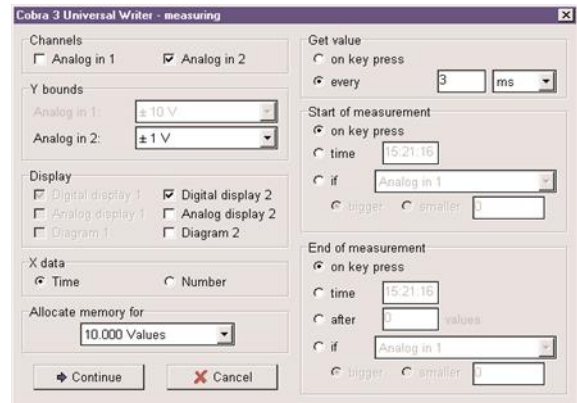 Cobra 3 Universal Writer - measuring
Channels
Analog in 1
Analog in 2
Y bounds
Analog in 1:
± 10 V
Analog in 2:
± 1 V
Display
Digital display 1
Digital display 2
Analog display 1
Analog display 2
Diagram 1
Diagram 2
X data
Time
Number
Allocate memory for
10.000 Values
Continue
Cancel
Get value
on key press
every
3
ms
Start of measurement
on key press
time
15:21:16
if
Analog in 1
bigger
smaller
0
End of measurement
on key press
time
15:21:16
after
0
values
if
Analog in 1
bigger
smaller
0